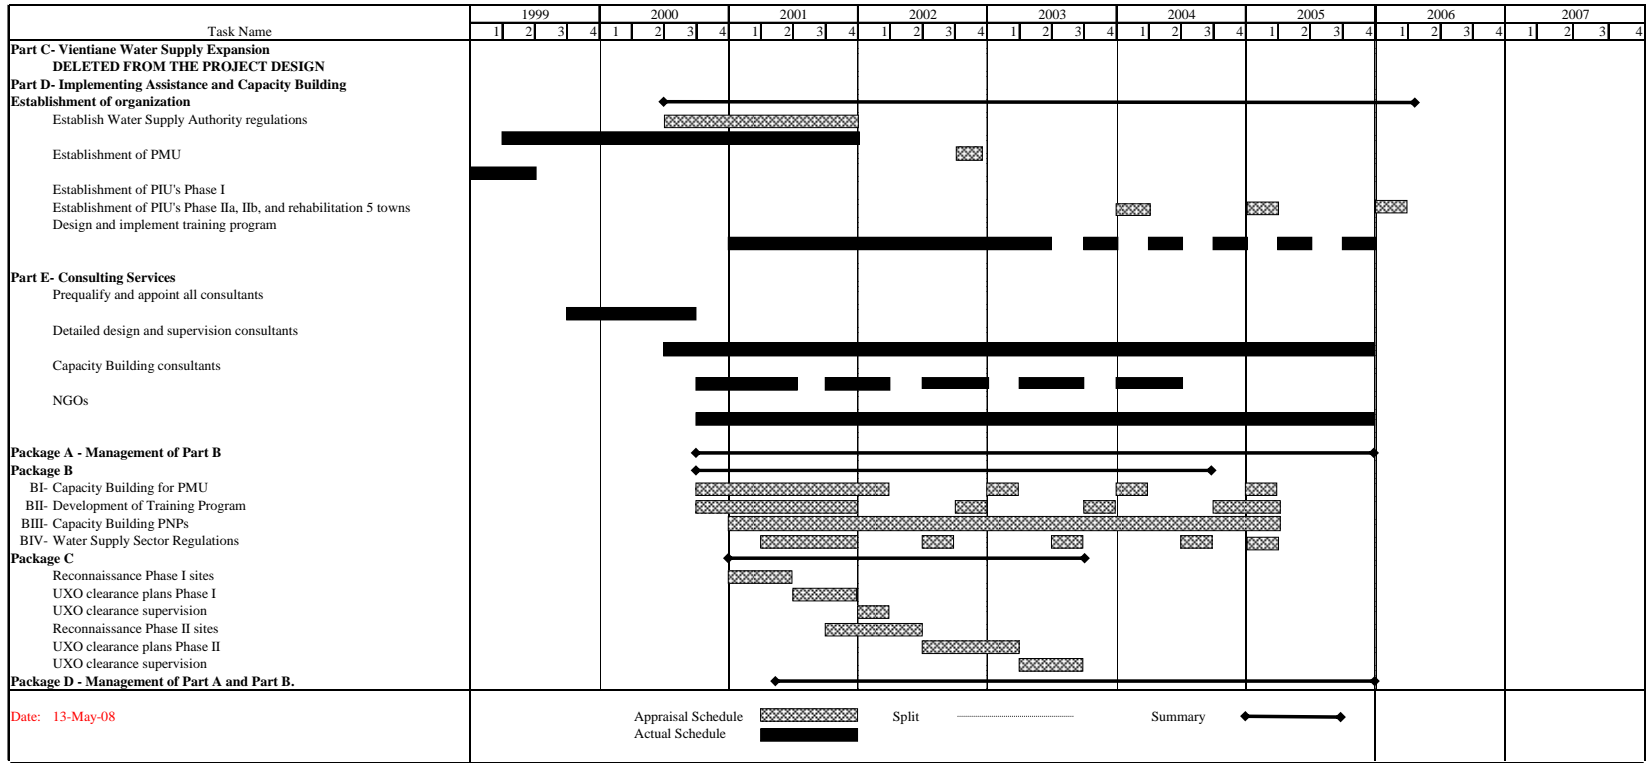 1999 2000 2001 2002 2003 2004 2005 2006 2007
Task Name 1 2 3 4 1 2 3 4 1 2 3 4 1 2 3 4 1 2 3 4 1 2 3 4 1 2 3 4 1 2 3 4 1 2 3 4
Part C- Vientiane Water Supply Expansion
DELETED FROM THE PROJECT DESIGN
Part D- Implementing Assistance and Capacity Building
Establishment of organization
Establish Water Supply Authority regulations
Establishment of PMU
Establishment of PIU's Phase I
Establishment of PIU's Phase IIa, IIb, and rehabilitation 5 towns
Design and implement training program
Part E- Consulting Services
Prequalify and appoint all consultants
Detailed design and supervision consultants
Capacity Building consultants
NGOs
Package A - Management of Part B
Package B
BI- Capacity Building for PMU
BII- Development of Training Program
BIII- Capacity Building PNPs
BIV- Water Supply Sector Regulations
Package C
Reconnaissance Phase I sites
UXO clearance plans Phase I
UXO clearance supervision
Reconnaissance Phase II sites
UXO clearance plans Phase II
UXO clearance supervision
Package D - Management of Part A and Part B.
Date: 13-May-08 Appraisal Schedule Split Summary
Actual Schedule